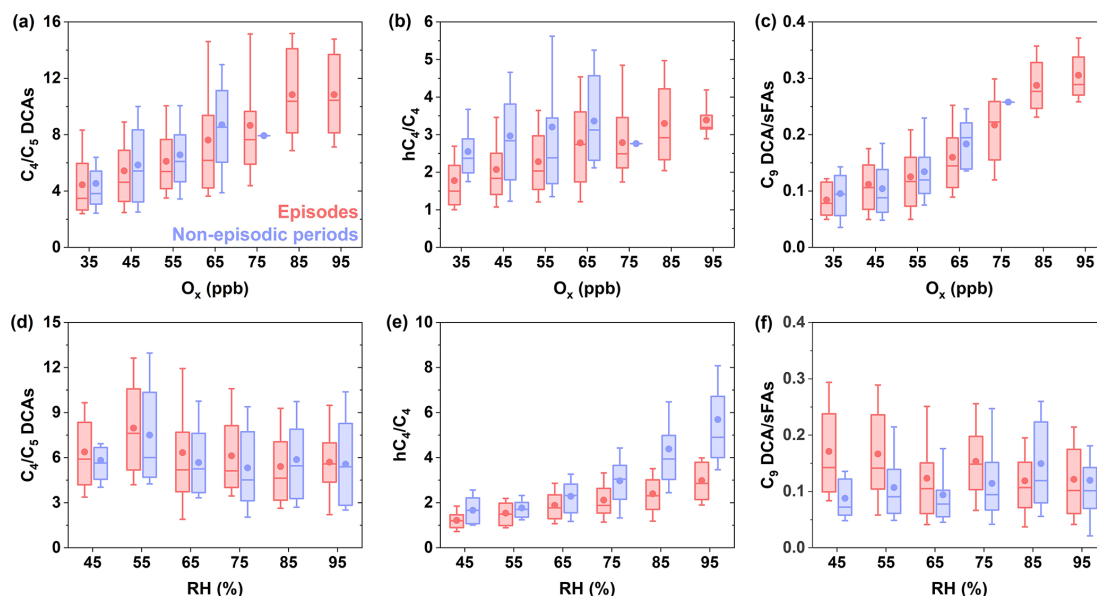 (a)
16
12
8
4
0
C₄/C₅ DCAs
Episodes
Non-episodic periods
35 45 55 65 75 85 95
Oₓ (ppb)
(b)
6
5
4
3
2
1
0
hC₄/C₄
35 45 55 65 75 85 95
Oₓ (ppb)
(c)
0.4
0.3
0.2
0.1
0.0
C₉ DCA/sFAs
35 45 55 65 75 85 95
Oₓ (ppb)
(d)
15
12
9
6
3
0
C₄/C₅ DCAs
45 55 65 75 85 95
RH (%)
(e)
10
8
6
4
2
0
hC₄/C₄
45 55 65 75 85 95
RH (%)
(f)
0.4
0.3
0.2
0.1
0.0
C₉ DCA/sFAs
45 55 65 75 85 95
RH (%)